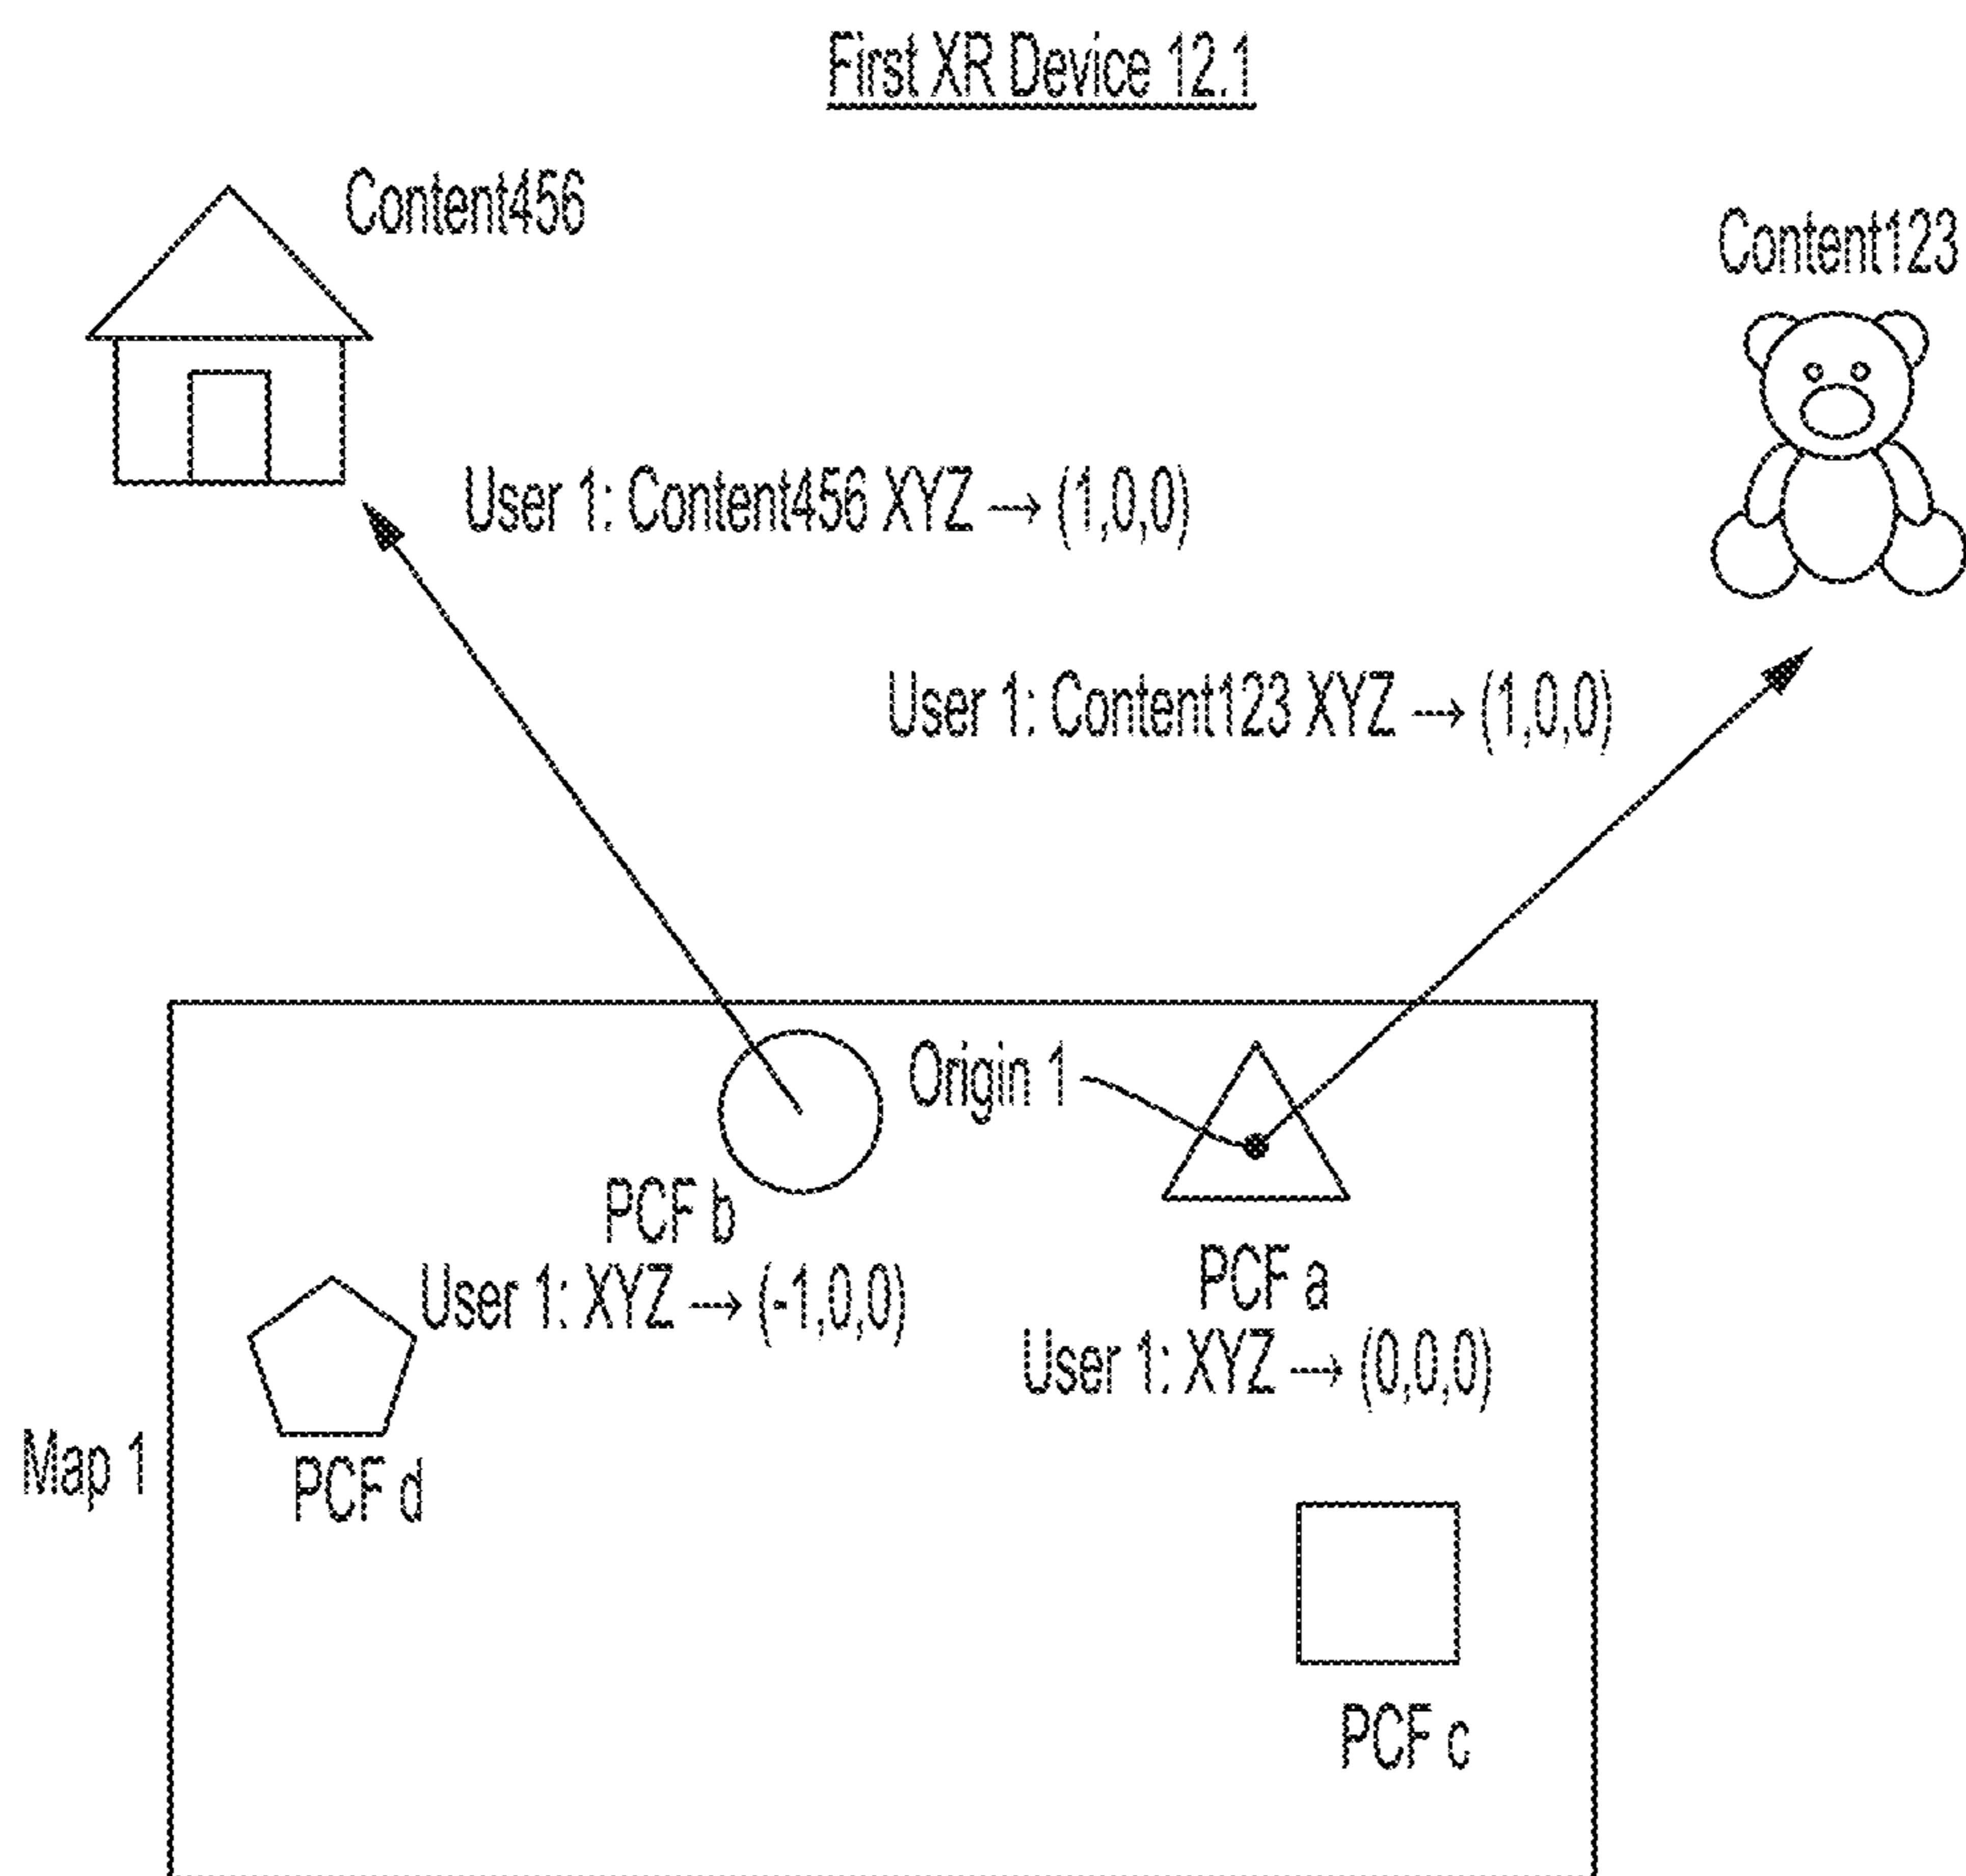 First XR Device 12.1
Content456
Content123
User 1: Content456 XYZ → (1,0,0)
User 1: Content123 XYZ → (1,0,0)
Origin 1
PCF b
User 1: XYZ → (-1,0,0)
PCF a
User 1: XYZ → (0,0,0)
Map 1
PCF d
PCF c